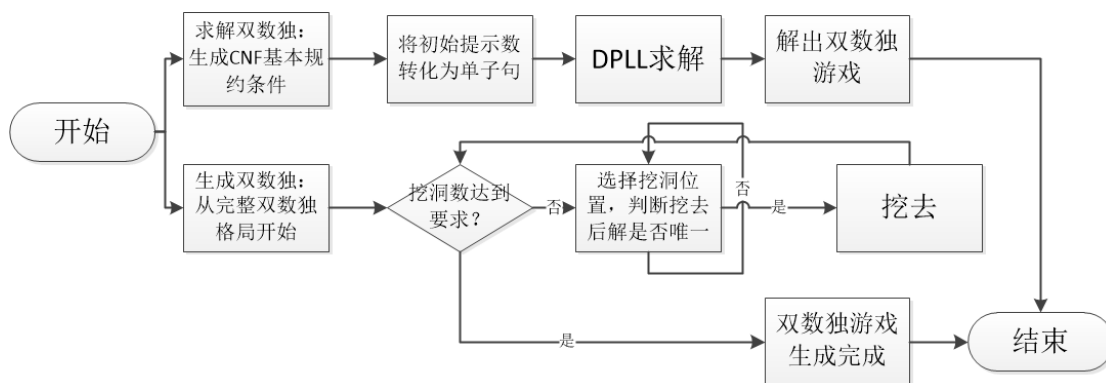 求解双数独：
生成CNF基本规
约条件
将初始提示数
转化为单子句
DPLL求解
解出双数独
游戏
开始
生成双数独：
从完整双数独
格局开始
挖洞数达到
要求？
否
选择挖洞位
置，判断挖去
后解是否唯一
否
是
挖去
是
双数独游戏
生成完成
结束